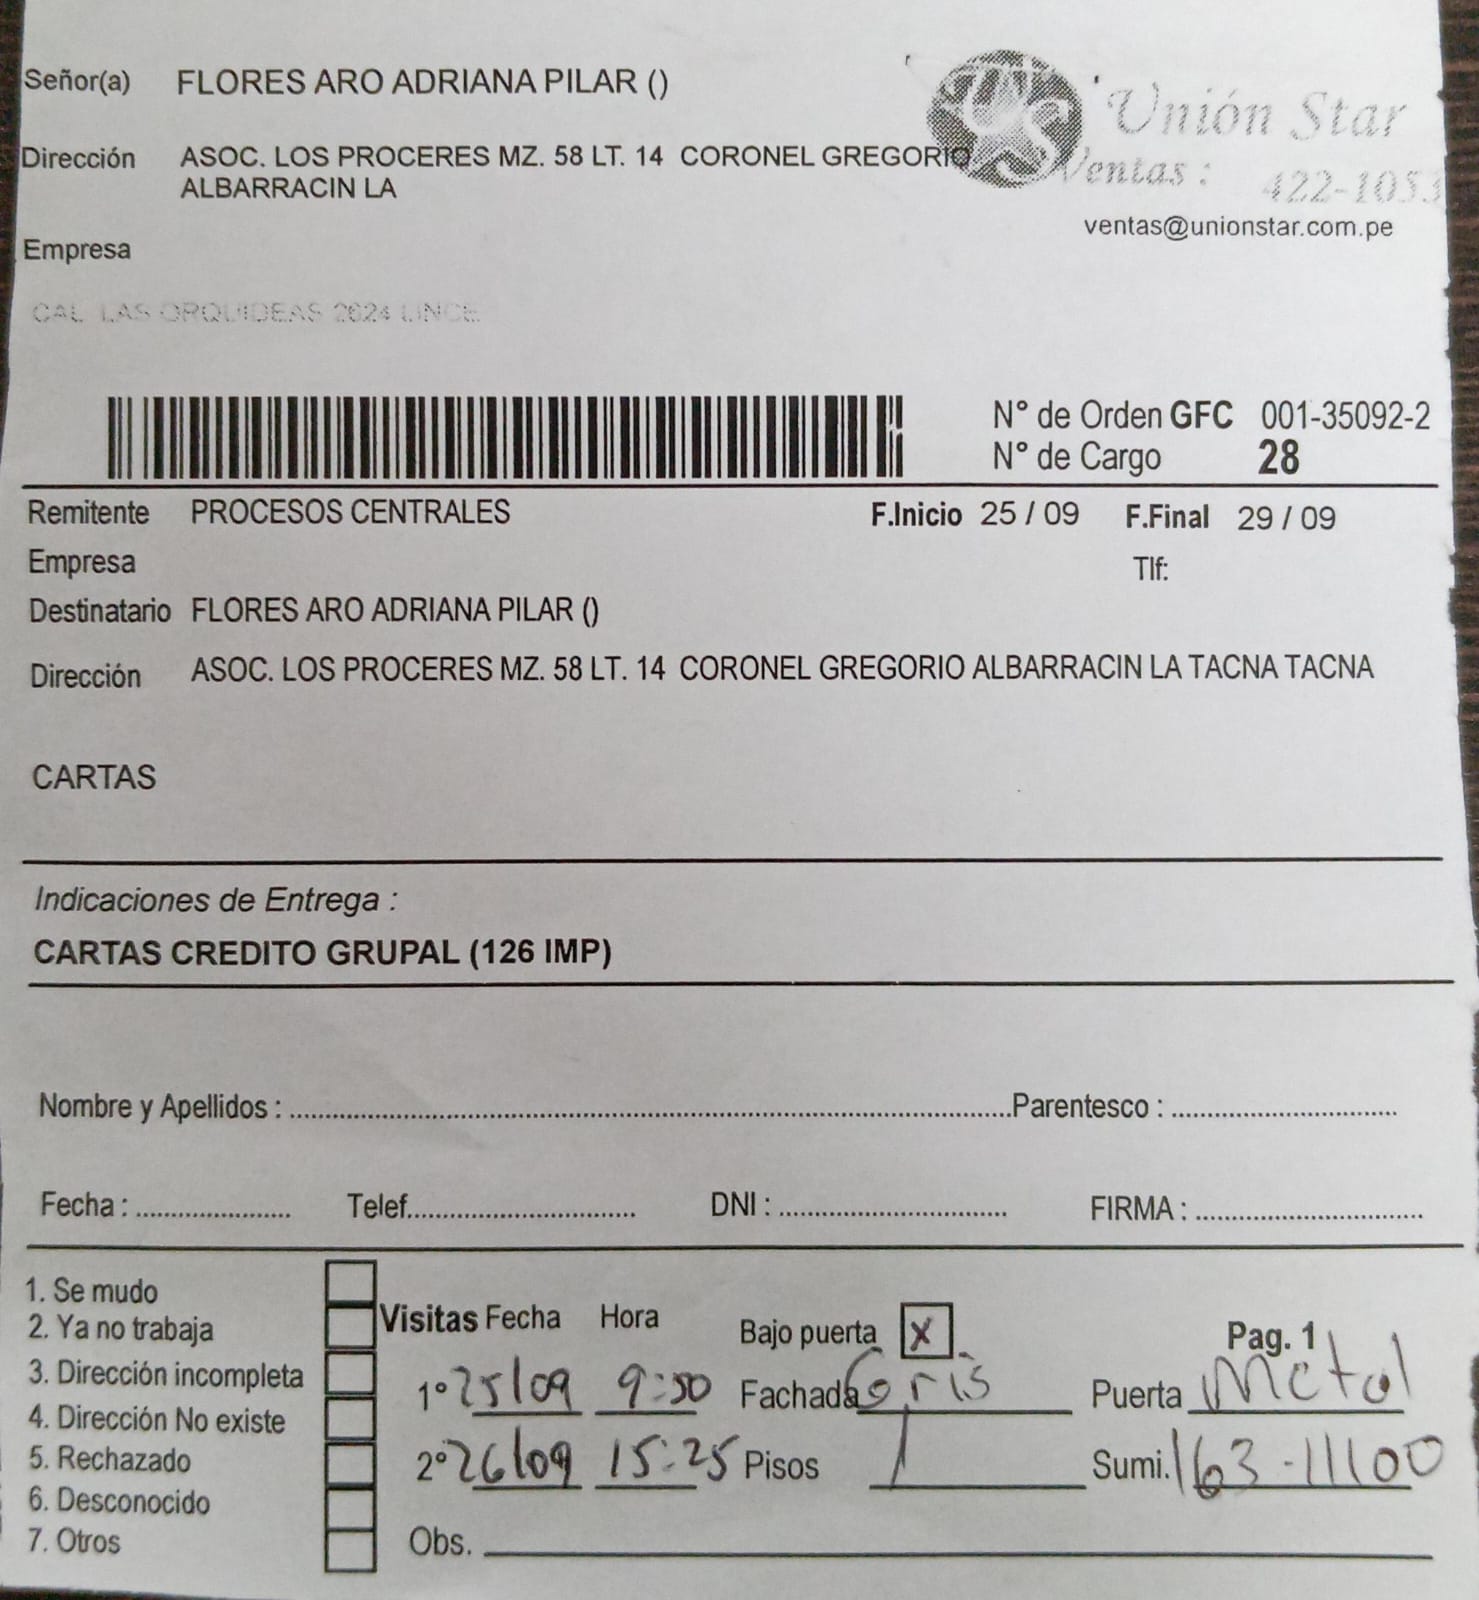 Señor(a) FLORES ARO ADRIANA PILAR ()
Unión Star
Dirección ASOC. LOS PROCERES MZ. 58 LT. 14 CORONEL GREGORIO
ALBARRACIN LA
Ventas : 422-1053
ventas@unionstar.com.pe
Empresa
CAL LAS ORQUIDEAS 2624 LINCE
N° de Orden GFC 001-35092-2
N° de Cargo 28
Remitente PROCESOS CENTRALES F.Inicio 25 / 09 F.Final 29 / 09
Empresa Tlf:
Destinatario FLORES ARO ADRIANA PILAR ()
Dirección ASOC. LOS PROCERES MZ. 58 LT. 14 CORONEL GREGORIO ALBARRACIN LA TACNA TACNA
CARTAS
Indicaciones de Entrega :
CARTAS CREDITO GRUPAL (126 IMP)
Nombre y Apellidos : Parentesco :
Fecha : Telef. DNI : FIRMA :
1. Se mudo
2. Ya no trabaja
3. Dirección incompleta
4. Dirección No existe
5. Rechazado
6. Desconocido
7. Otros
Visitas Fecha Hora Bajo puerta X Pag. 1
1° 25/09 9:50 Fachada Gris Puerta Metal
2° 26/09 15:25 Pisos 1 Sumi. 163-11100
Obs.